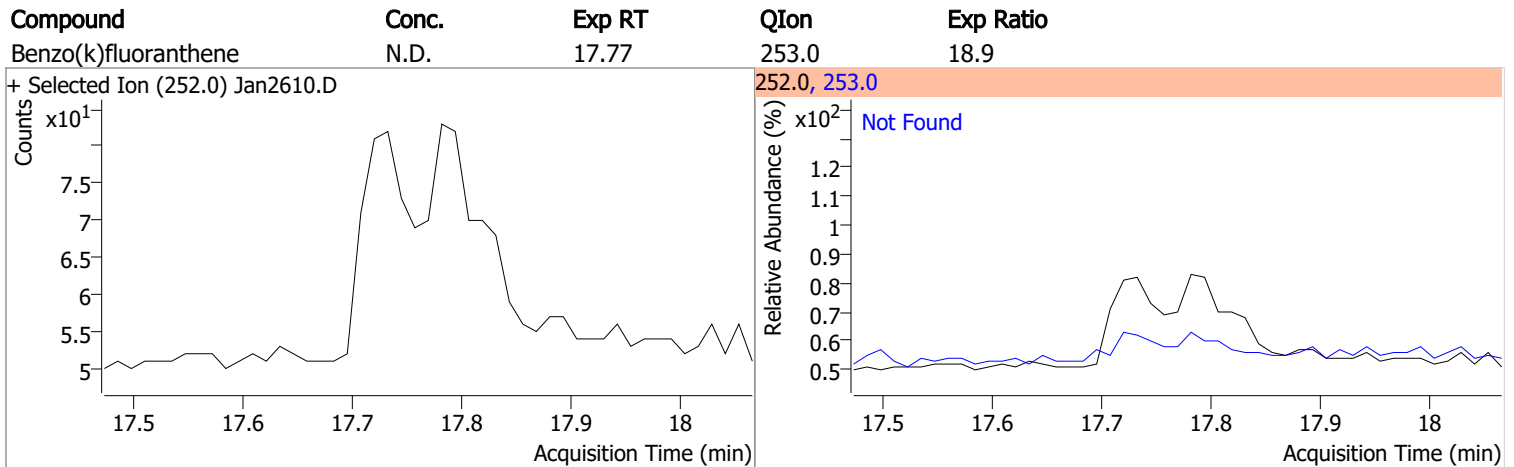 Compound Conc. Exp RT QIon Exp Ratio
Benzo(k)fluoranthene N.D. 17.77 253.0 18.9
+ Selected Ion (252.0) Jan2610.D
Counts
x10¹
7.5
7
6.5
6
5.5
5
17.5 17.6 17.7 17.8 17.9 18
Acquisition Time (min)
252.0, 253.0
Relative Abundance (%)
x10²
Not Found
1.2
1.1
1
0.9
0.8
0.7
0.6
0.5
17.5 17.6 17.7 17.8 17.9 18
Acquisition Time (min)